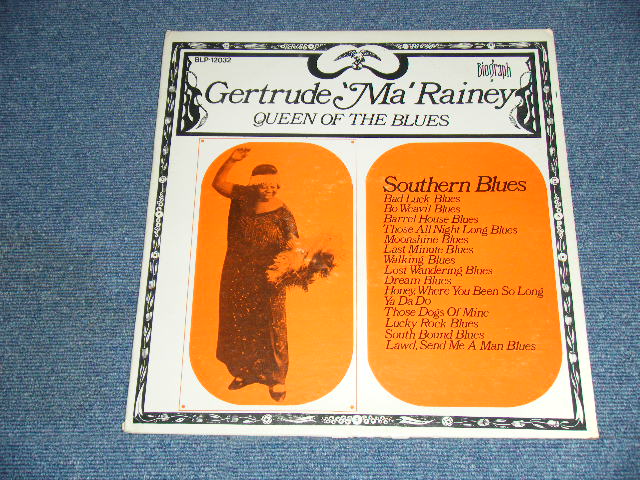 BLP-12032
Biograph
Gertrude 'Ma' Rainey
QUEEN OF THE BLUES
Southern Blues
Bad Luck Blues
Bo Weavil Blues
Barrel House Blues
Those All Night Long Blues
Moonshine Blues
Last Minute Blues
Walking Blues
Lost Wandering Blues
Dream Blues
Honey, Where You Been So Long
Ya Da Do
Those Dogs Of Mine
Lucky Rock Blues
South Bound Blues
Lawd, Send Me A Man Blues